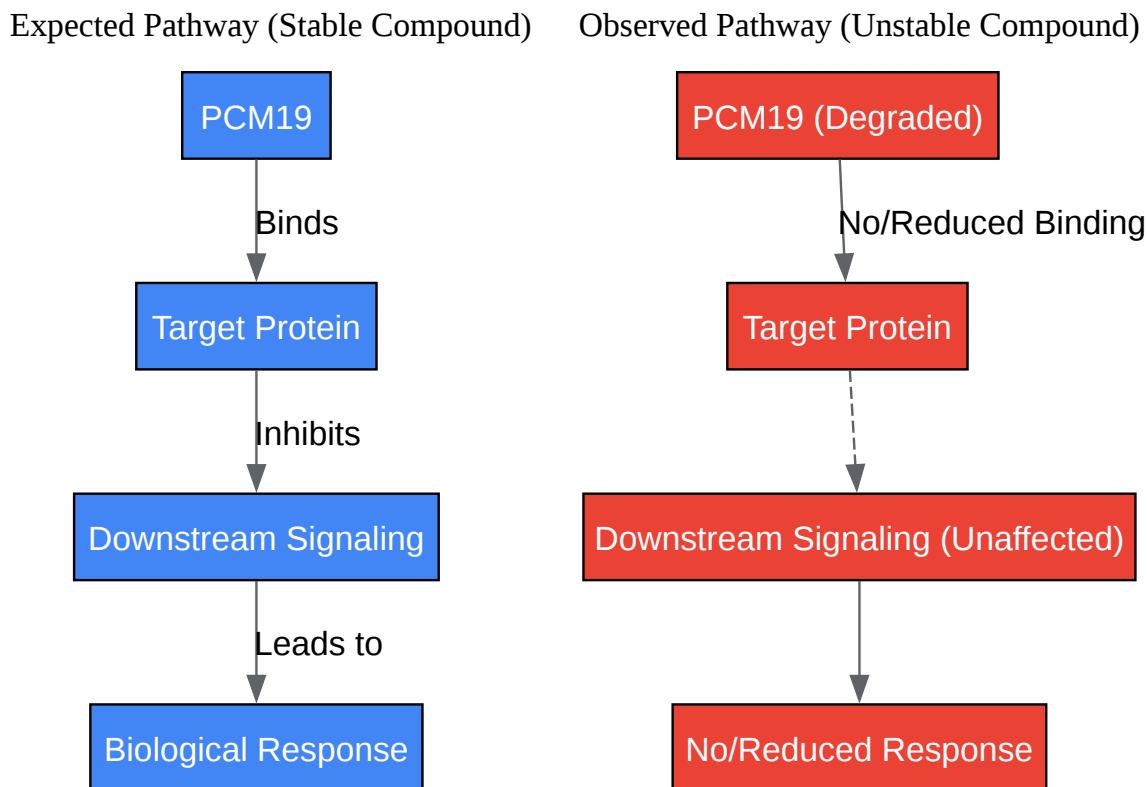 Expected Pathway (Stable Compound)
PCM19
Binds
Target Protein
Inhibits
Downstream Signaling
Leads to
Biological Response
Observed Pathway (Unstable Compound)
PCM19 (Degraded)
No/Reduced Binding
Target Protein
Downstream Signaling (Unaffected)
No/Reduced Response